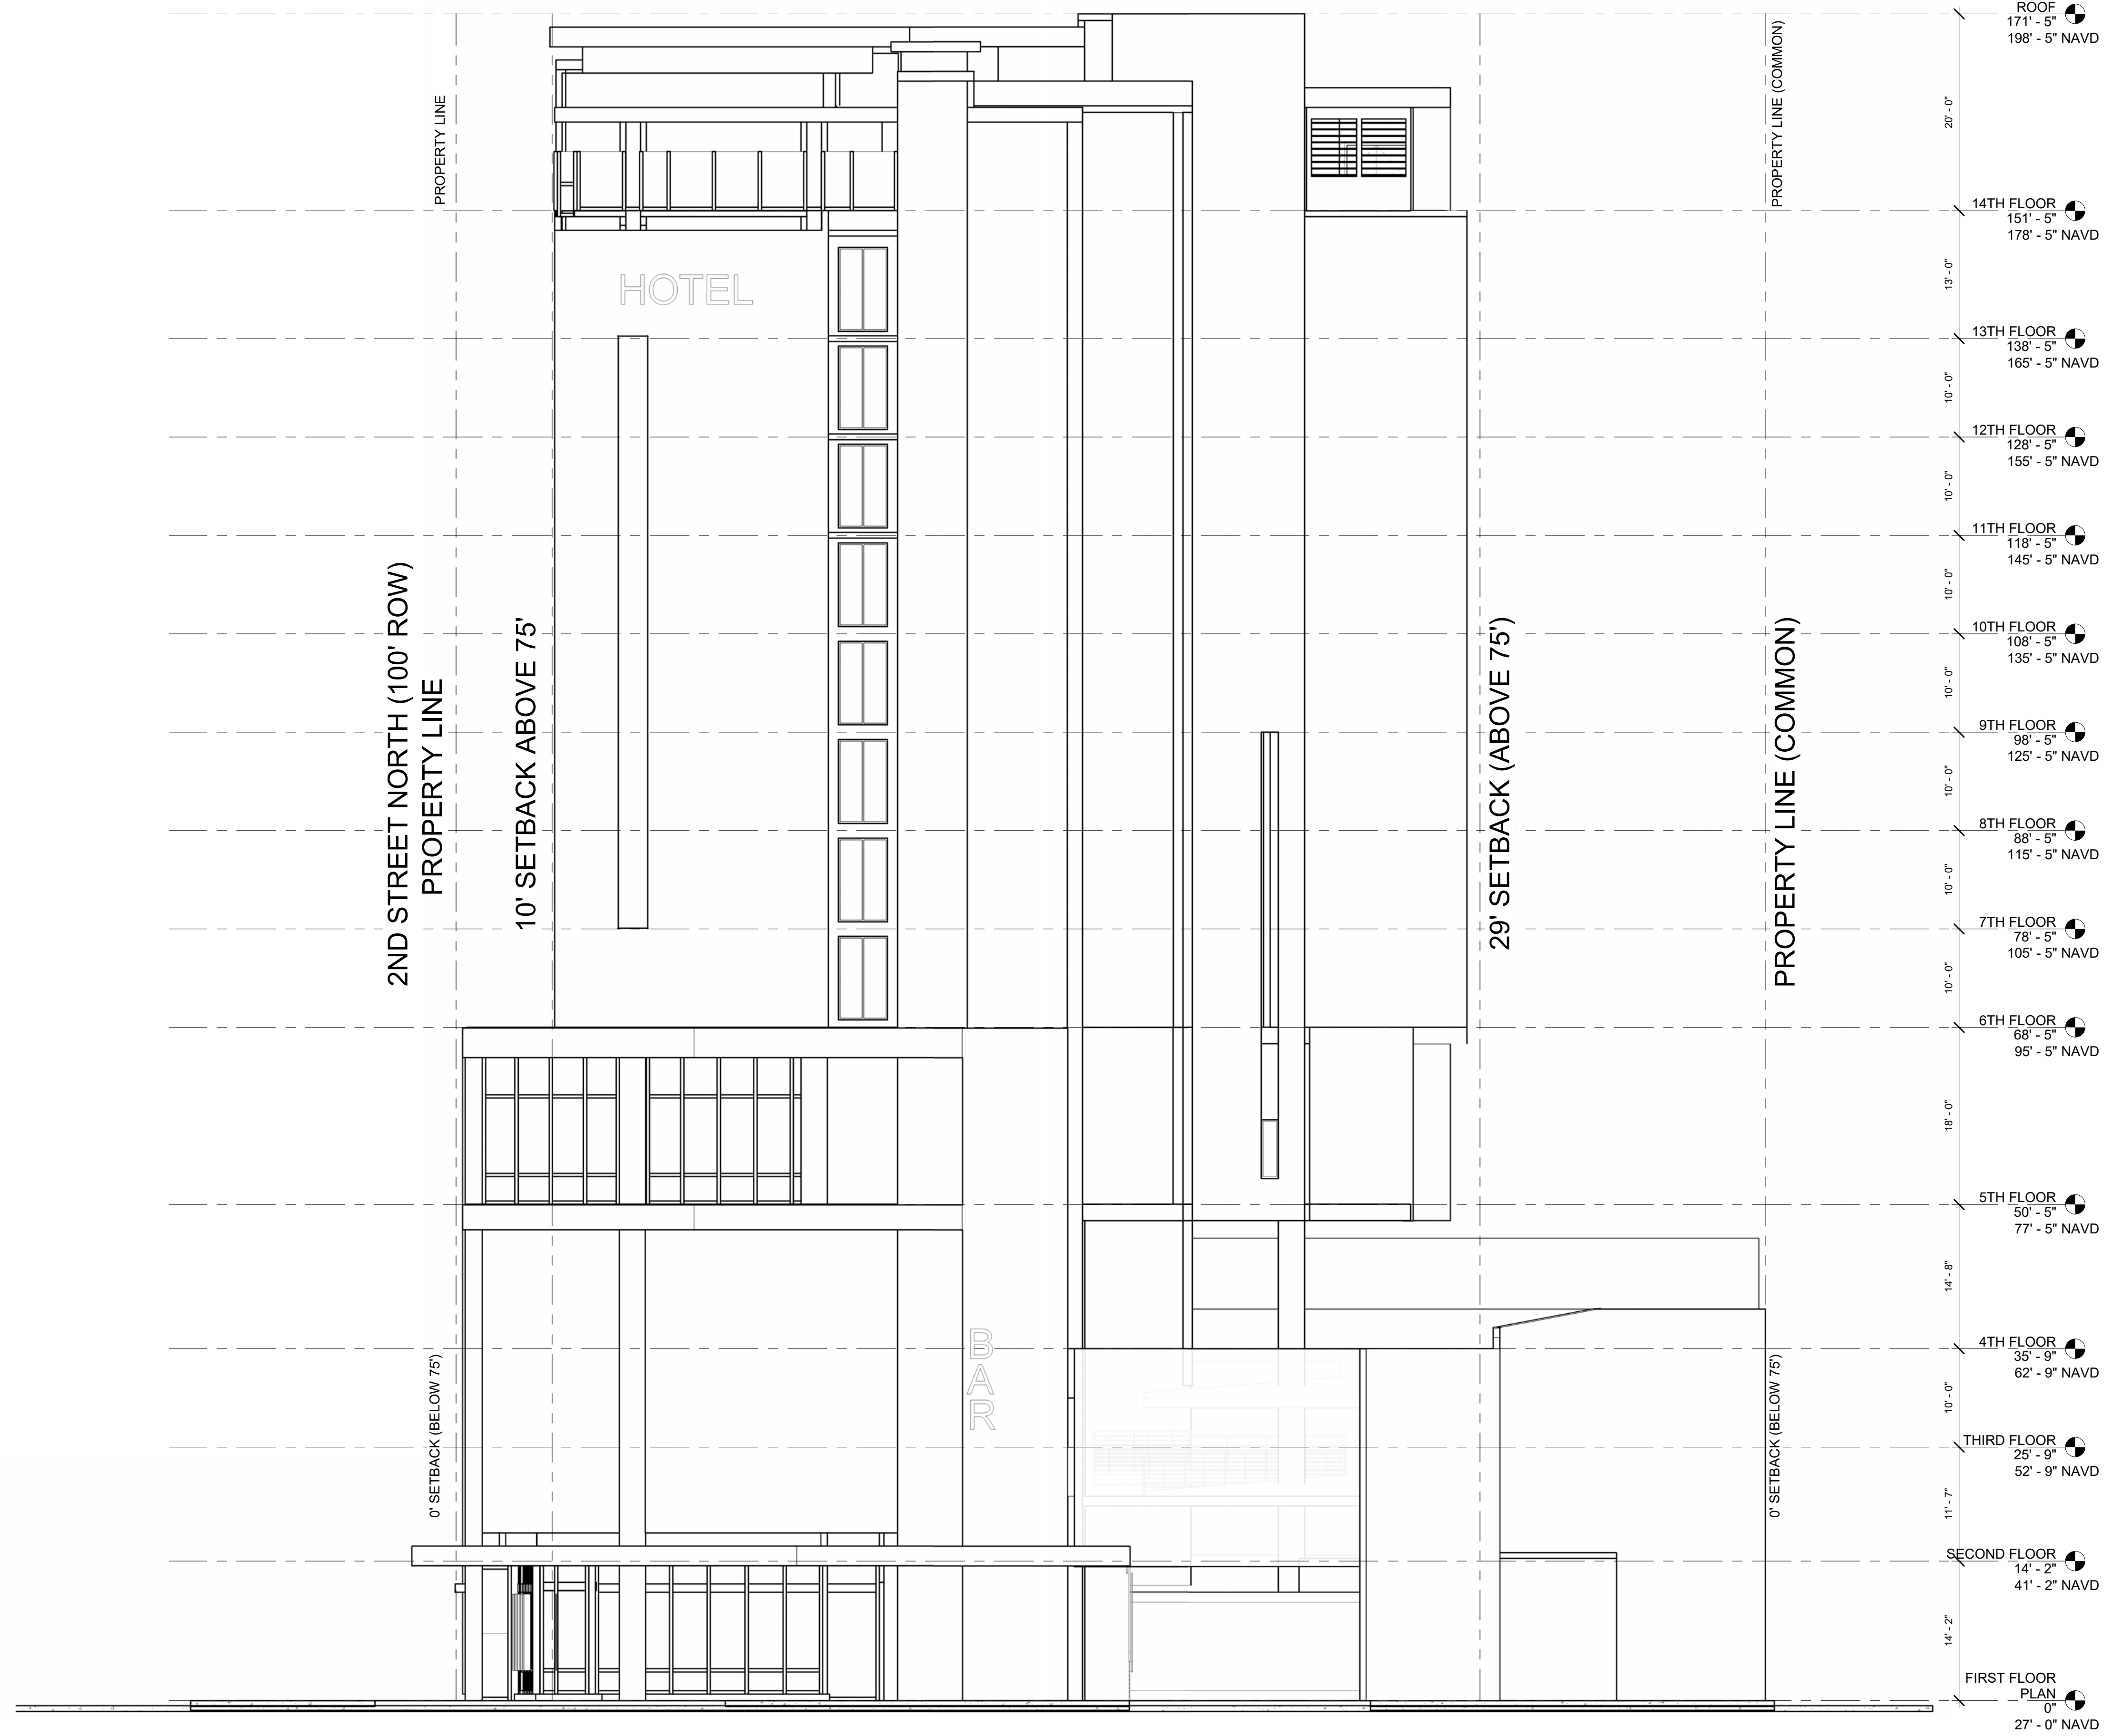 ROOF
171' - 5"
198' - 5" NAVD
PROPERTY LINE
PROPERTY LINE (COMMON)
20' - 0"
14TH FLOOR
151' - 5"
178' - 5" NAVD
HOTEL
13' - 0"
13TH FLOOR
138' - 5"
165' - 5" NAVD
10' - 0"
12TH FLOOR
128' - 5"
155' - 5" NAVD
10' - 0"
11TH FLOOR
118' - 5"
145' - 5" NAVD
10' - 0"
10TH FLOOR
108' - 5"
135' - 5" NAVD
2ND STREET NORTH (100' ROW)
PROPERTY LINE
10' SETBACK ABOVE 75'
29' SETBACK (ABOVE 75')
PROPERTY LINE (COMMON)
10' - 0"
9TH FLOOR
98' - 5"
125' - 5" NAVD
10' - 0"
8TH FLOOR
88' - 5"
115' - 5" NAVD
10' - 0"
7TH FLOOR
78' - 5"
105' - 5" NAVD
10' - 0"
6TH FLOOR
68' - 5"
95' - 5" NAVD
18' - 0"
5TH FLOOR
50' - 5"
77' - 5" NAVD
14' - 8"
4TH FLOOR
35' - 9"
62' - 9" NAVD
B
A
R
0' SETBACK (BELOW 75')
0' SETBACK (BELOW 75')
10' - 0"
THIRD FLOOR
25' - 9"
52' - 9" NAVD
11' - 7"
SECOND FLOOR
14' - 2"
41' - 2" NAVD
14' - 2"
FIRST FLOOR
PLAN
0"
27' - 0" NAVD